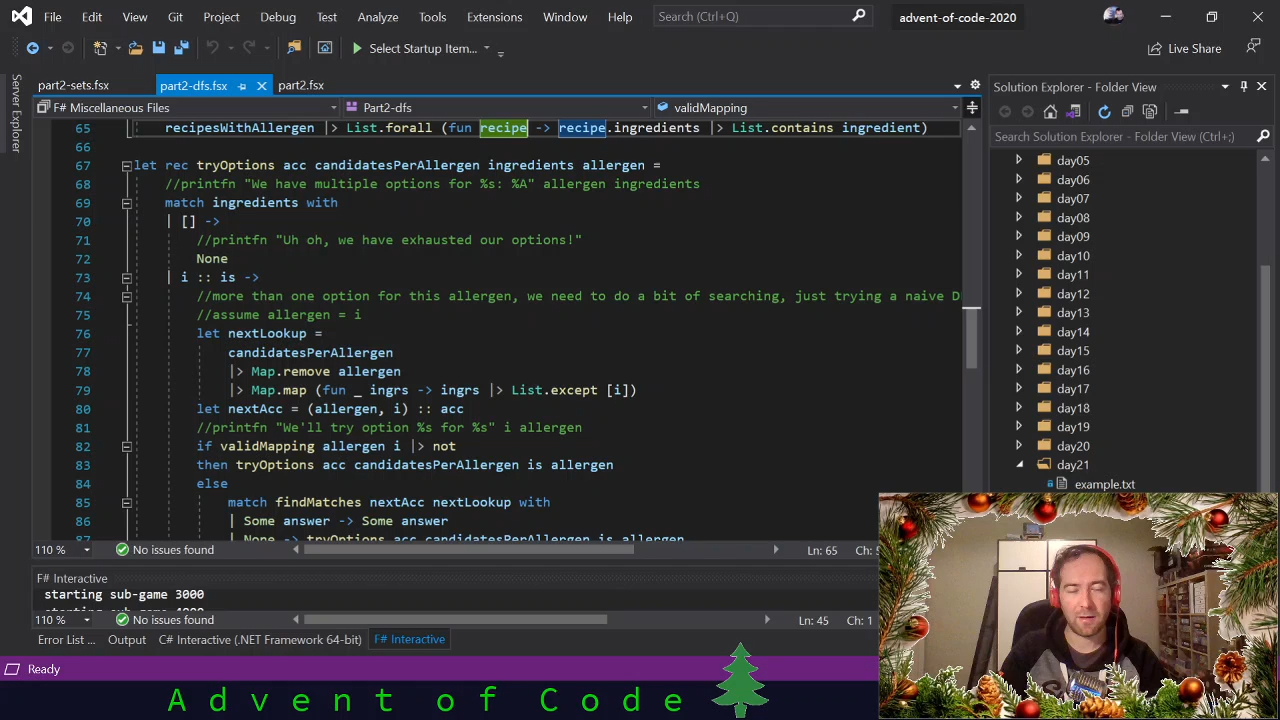 File Edit View Git Project Debug Test Analyze Tools Extensions Window Help Search (Ctrl+Q) advent-of-code-2020
Select Startup Item... Live Share
part2-sets.fsx part2-dfs.fsx part2.fsx
Solution Explorer - Folder View
F# Miscellaneous Files Part2-dfs validMapping
Search Solution Explorer - Folder View
Server Explorer
65 recipesWithAllergen |> List.forall (fun recipe -> recipe.ingredients |> List.contains ingredient)
66
67 let rec tryOptions acc candidatesPerAllergen ingredients allergen =
68 //printfn "We have multiple options for %s: %A" allergen ingredients
69 match ingredients with
70 | [] ->
71 //printfn "Uh oh, we have exhausted our options!"
72 None
73 | i :: is ->
74 //more than one option for this allergen, we need to do a bit of searching, just trying a naive D
75 //assume allergen = i
76 let nextLookup =
77 candidatesPerAllergen
78 |> Map.remove allergen
79 |> Map.map (fun _ ingrs -> ingrs |> List.except [i])
80 let nextAcc = (allergen, i) :: acc
81 //printfn "We'll try option %s for %s" i allergen
82 if validMapping allergen i |> not
83 then tryOptions acc candidatesPerAllergen is allergen
84 else
85 match findMatches nextAcc nextLookup with
86 | Some answer -> Some answer
87 | None -> tryOptions acc candidatesPerAllergen is allergen
day05
day06
day07
day08
day09
day10
day11
day12
day13
day14
day15
day16
day17
day18
day19
day20
day21
example.txt
110 % No issues found Ln: 65
F# Interactive
starting sub-game 3000
starting sub-game 4000
110 % No issues found Ln: 45 Ch: 1
Error List ... Output C# Interactive (.NET Framework 64-bit) F# Interactive
Ready
Advent of Code